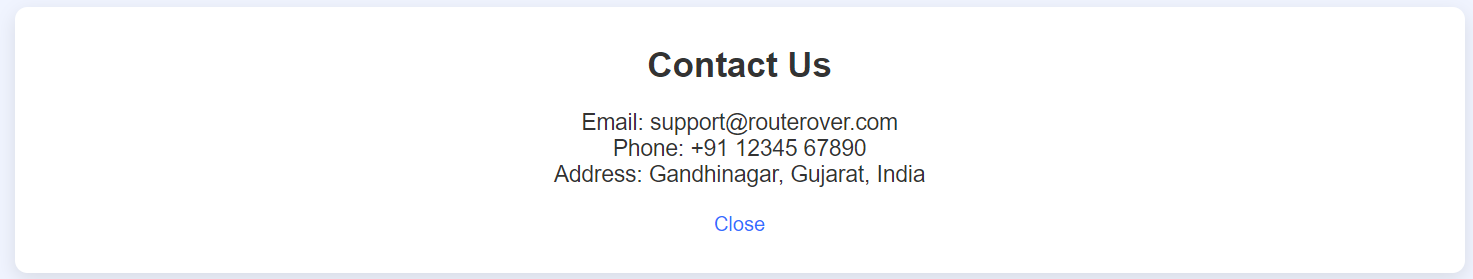 Contact Us
Email: support@routerover.com
Phone: +91 12345 67890
Address: Gandhinagar, Gujarat, India
Close